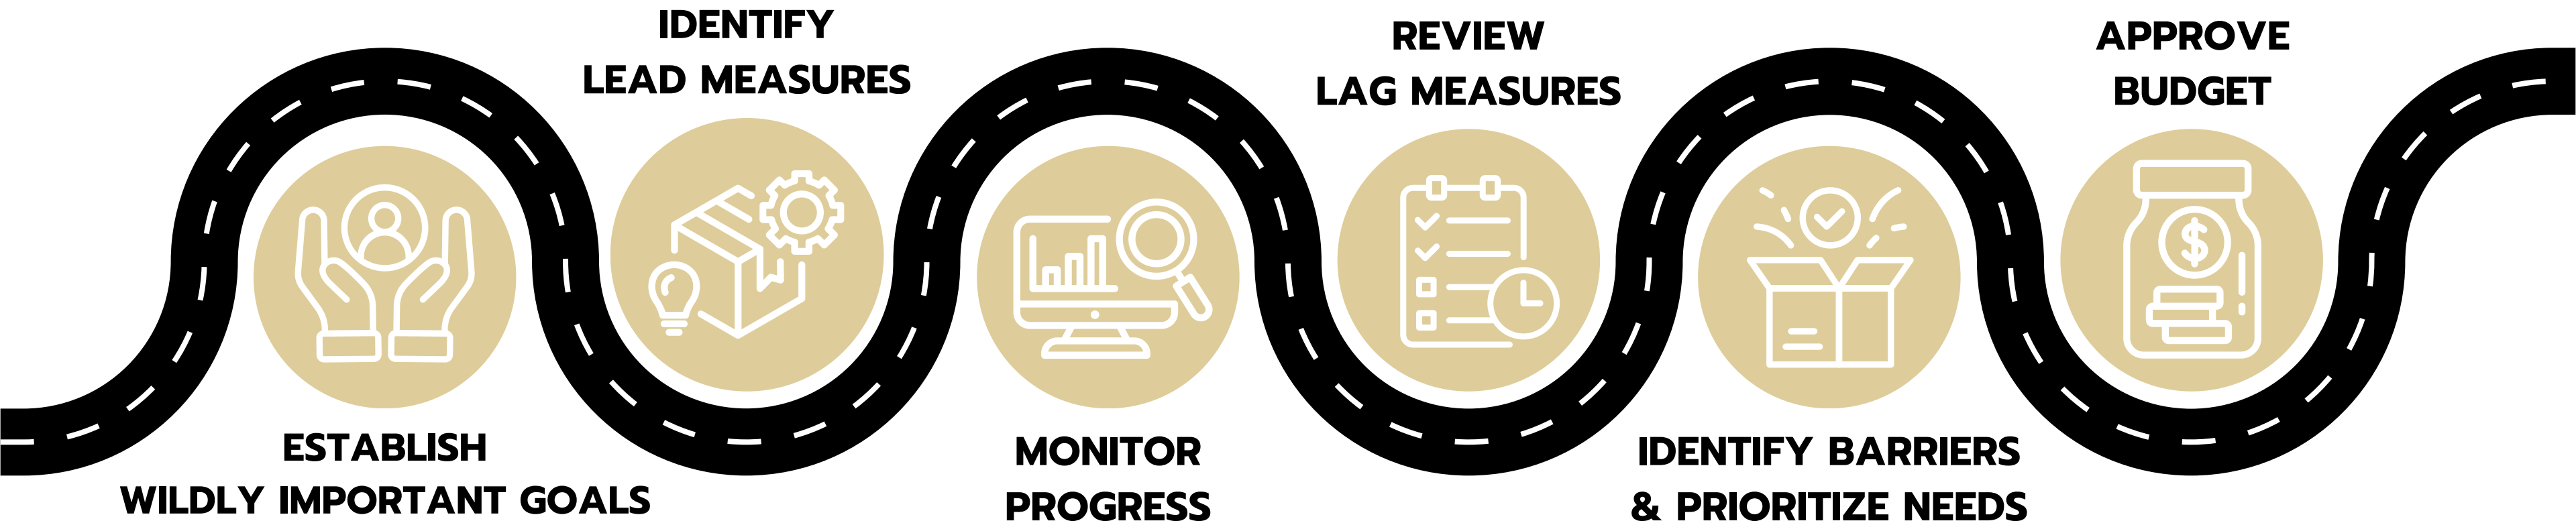 ESTABLISH
WILDLY IMPORTANT GOALS
IDENTIFY
LEAD MEASURES
MONITOR
PROGRESS
REVIEW
LAG MEASURES
IDENTIFY BARRIERS
& PRIORITIZE NEEDS
APPROVE
BUDGET
$